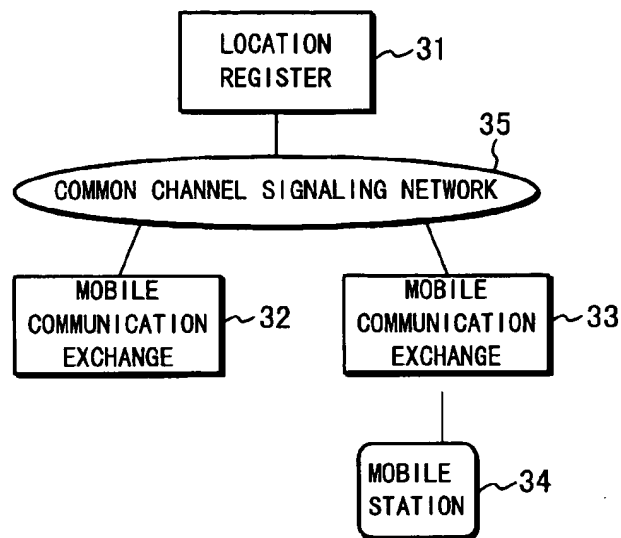 LOCATION
REGISTER
31
35
COMMON CHANNEL SIGNALING NETWORK
MOBILE
COMMUNICATION
EXCHANGE
32
MOBILE
COMMUNICATION
EXCHANGE
33
MOBILE
STATION
34